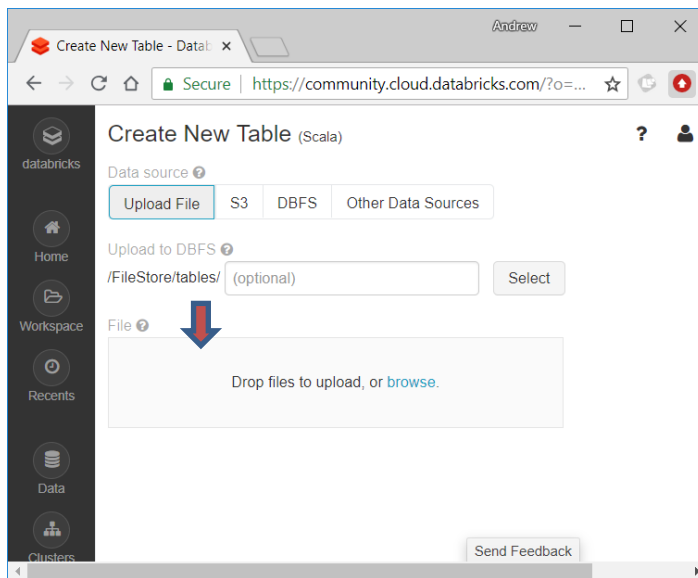 Andrew
Create New Table - Datab
Secure
https://community.cloud.databricks.com/?o=...
Create New Table (Scala)
?
databricks
Data source ?
Upload File
S3
DBFS
Other Data Sources
Home
Upload to DBFS ?
/FileStore/tables/
(optional)
Select
Workspace
File ?
Drop files to upload, or browse.
Recents
Data
Clusters
Send Feedback